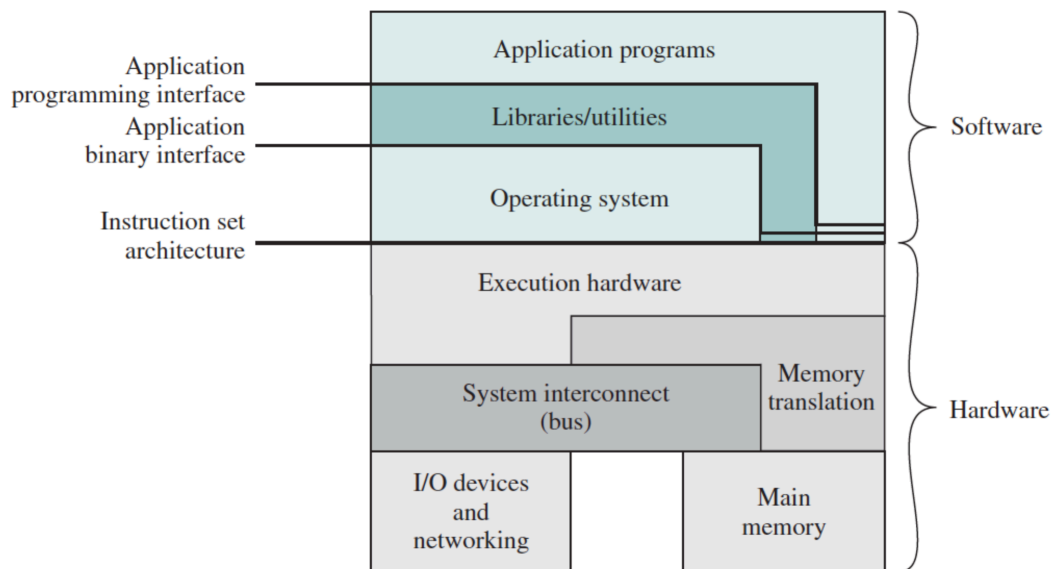 Application programs
Application
programming interface
Libraries/utilities
Software
Application
binary interface
Operating system
Instruction set
architecture
Execution hardware
Memory
translation
System interconnect
(bus)
Hardware
I/O devices
and
networking
Main
memory